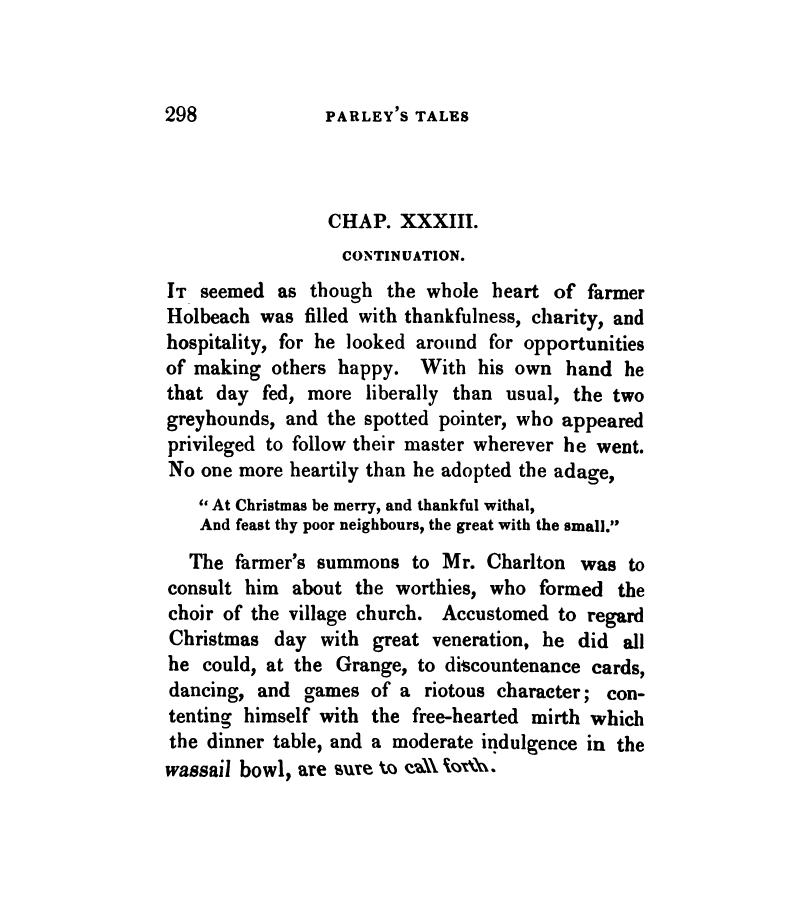 298 PARLEY'S TALES
CHAP. XXXIII.
CONTINUATION.
IT seemed as though the whole heart of farmer
Holbeach was filled with thankfulness, charity, and
hospitality, for he looked around for opportunities
of making others happy. With his own hand he
that day fed, more liberally than usual, the two
greyhounds, and the spotted pointer, who appeared
privileged to follow their master wherever he went.
No one more heartily than he adopted the adage,
“ At Christmas be merry, and thankful withal,
And feast thy poor neighbours, the great with the small.”
The farmer's summons to Mr. Charlton was to
consult him about the worthies, who formed the
choir of the village church. Accustomed to regard
Christmas day with great veneration, he did all
he could, at the Grange, to discountenance cards,
dancing, and games of a riotous character; con-
tenting himself with the free-hearted mirth which
the dinner table, and a moderate indulgence in the
wassail bowl, are sure to call forth.